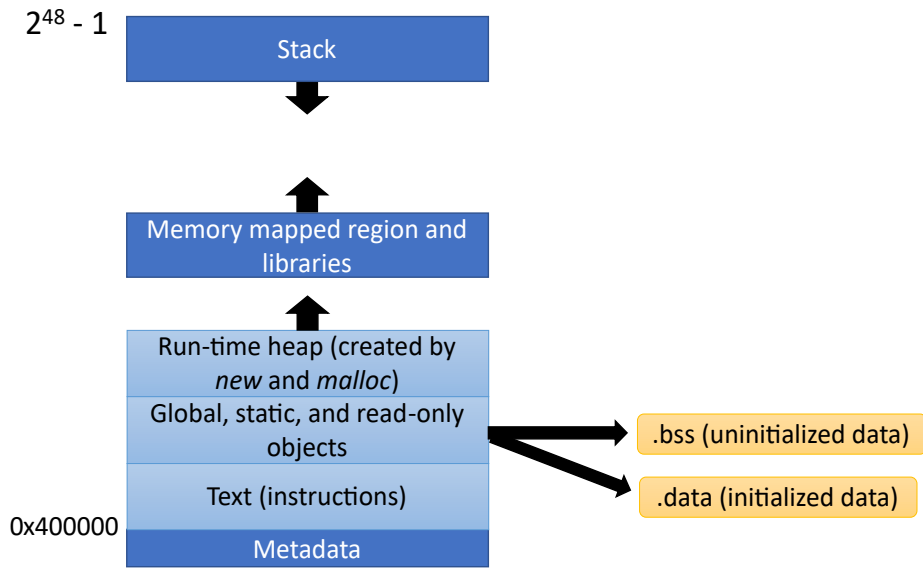 2^48 - 1
Stack
Memory mapped region and
libraries
Run-time heap (created by
new and malloc)
Global, static, and read-only
objects
.bss (uninitialized data)
Text (instructions)
.data (initialized data)
0x400000
Metadata